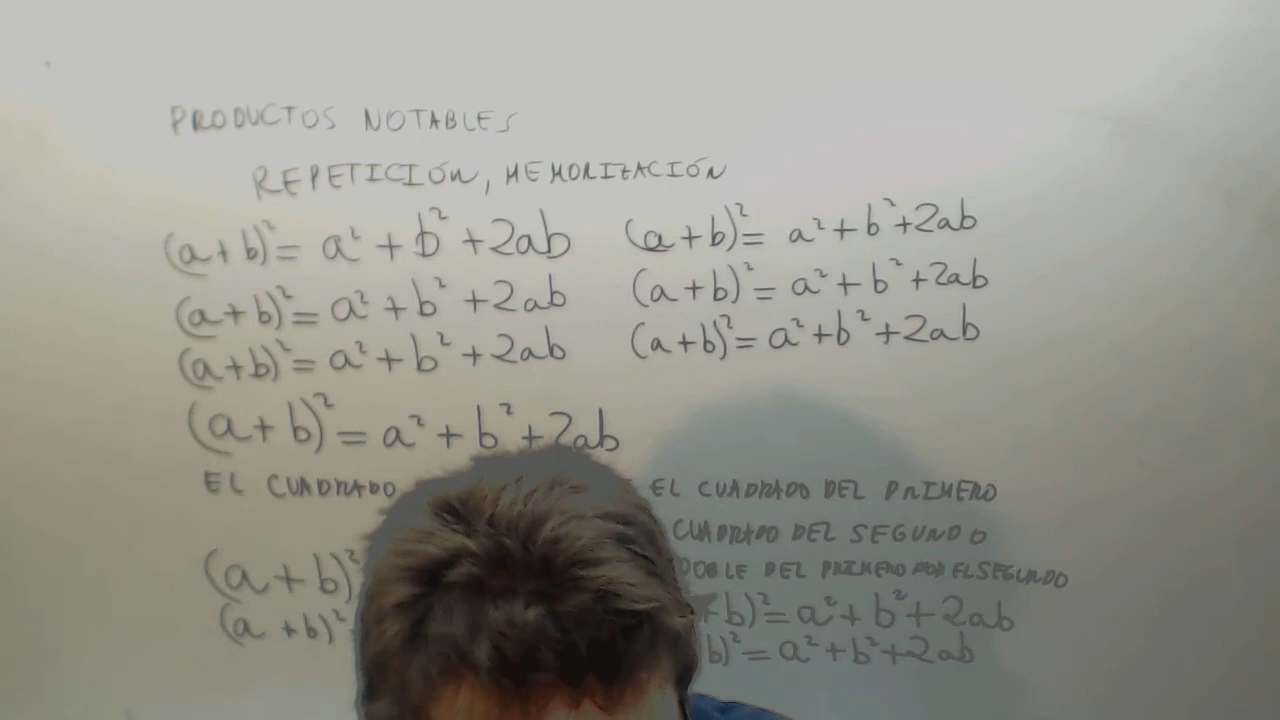 PRODUCTOS NOTABLES
REPETICIÓN, MEMORIZACIÓN
(a+b)²= a² + b² +2ab (a+b)²= a²+b²+2ab
(a+b)²= a²+b² +2ab (a+b)²= a²+b²+2ab
(a+b)²= a²+b² +2ab (a+b)²= a²+b²+2ab
(a+b)²= a²+b² +2ab
EL CUADRADO EL CUADRADO DEL PRIMERO
CUADRADO DEL SEGUNDO
DOBLE DEL PRIMERO POR EL SEGUNDO
(a+b)² +b)²= a²+b²+2ab
(a+b)² b)²= a²+b²+2ab